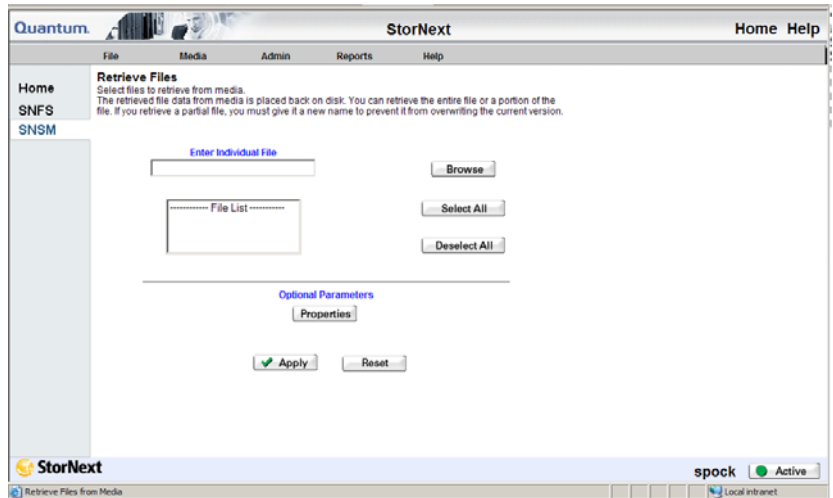 Quantum. StorNext Home Help
File Media Admin Reports Help
Home
SNFS
SNSM
Retrieve Files
Select files to retrieve from media.
The retrieved file data from media is placed back on disk. You can retrieve the entire file or a portion of the
file. If you retrieve a partial file, you must give it a new name to prevent it from overwriting the current version.
Enter Individual File
Browse
------------ File List -----------
Select All
Deselect All
Optional Parameters
Properties
Apply Reset
StorNext spock Active
Retrieve Files from Media Local intranet